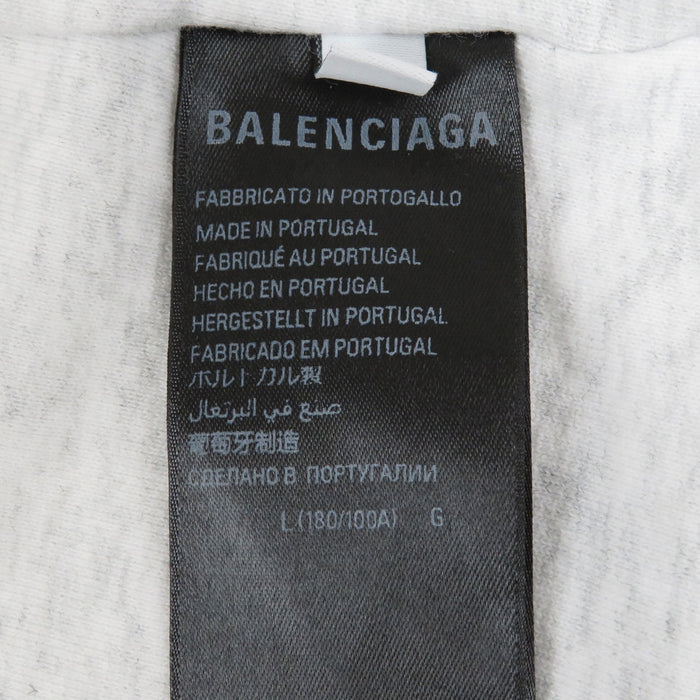 BALENCIAGA
FABBRICATO IN PORTOGALLO
MADE IN PORTUGAL
FABRIQUÉ AU PORTUGAL
HECHO EN PORTUGAL
HERGESTELLT IN PORTUGAL
FABRICADO EM PORTUGAL
ポルトカル製
صنع في البرتغال
葡萄牙制造
СДЕЛАНО В ПОРТУГАЛИИ
L (180/100A) G